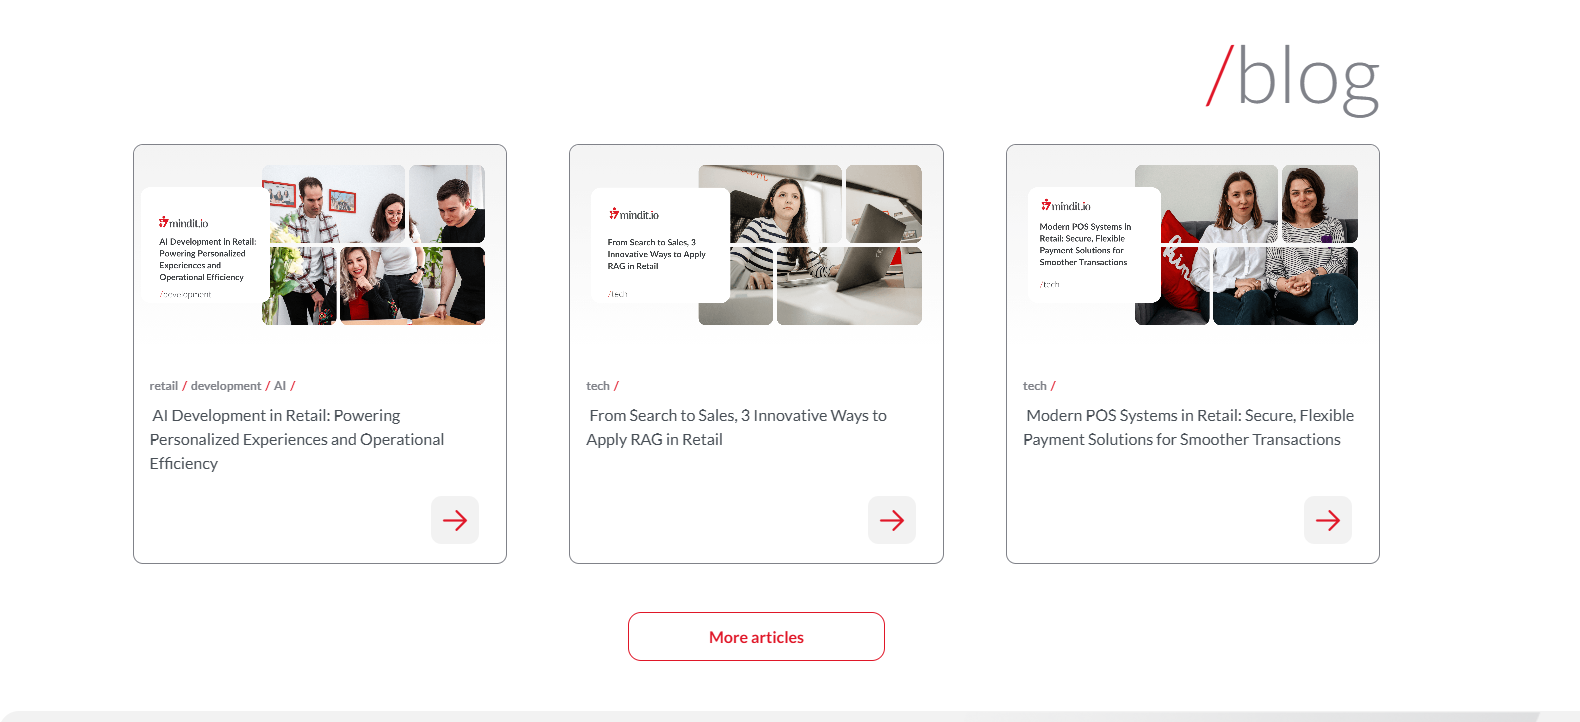 /blog
mindit.io
AI Development in Retail:
Powering Personalized
Experiences and
Operational Efficiency
/development
retail / development / AI /
AI Development in Retail: Powering
Personalized Experiences and Operational
Efficiency
mindit.io
From Search to Sales, 3
Innovative Ways to Apply
RAG in Retail
/tech
tech /
From Search to Sales, 3 Innovative Ways to
Apply RAG in Retail
mindit.io
Modern POS Systems in
Retail: Secure, Flexible
Payment Solutions for
Smoother Transactions
/tech
tech /
Modern POS Systems in Retail: Secure, Flexible
Payment Solutions for Smoother Transactions
More articles